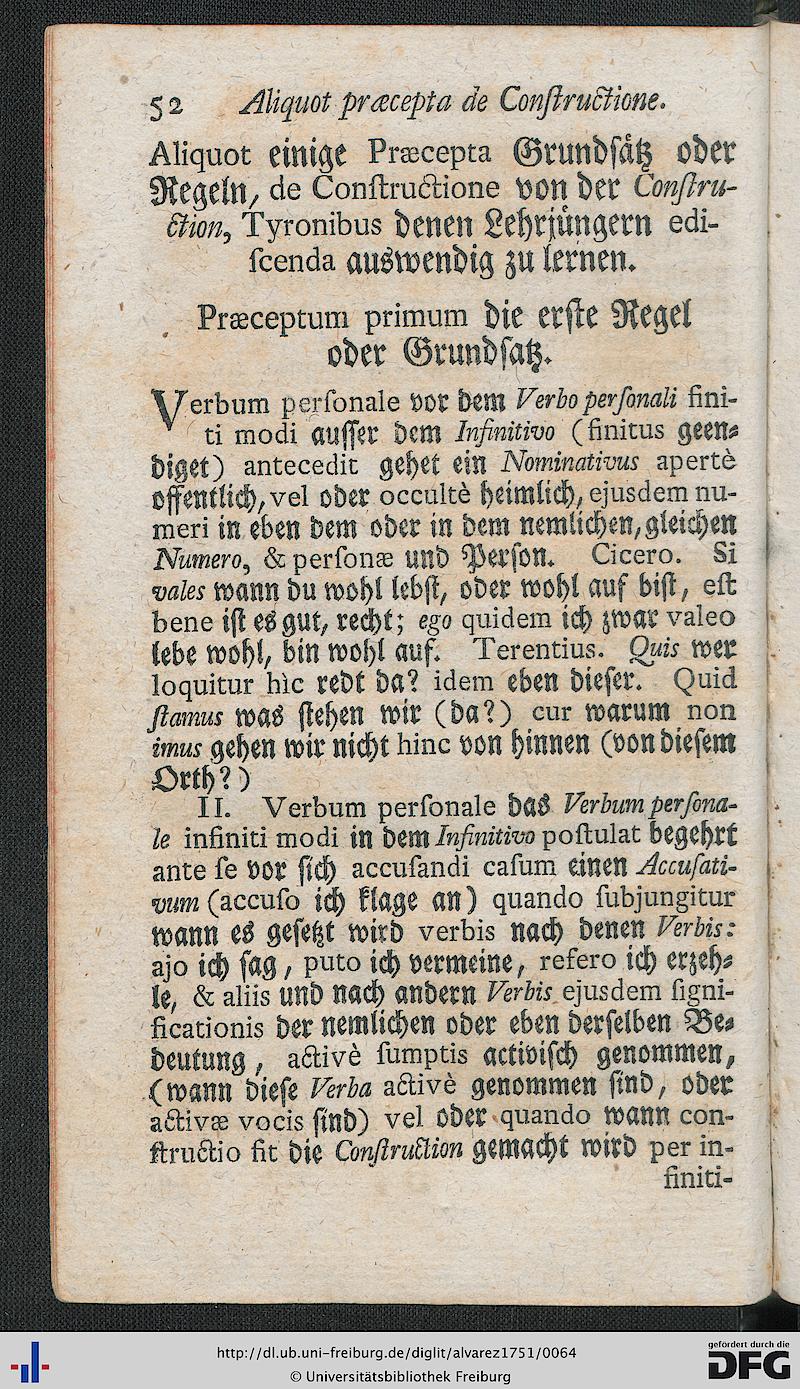 52 Aliquot præcepta de Conſtructione.
Aliquot einige Præcepta Grundſätz oder
Regeln, de Conſtructione von der Conſtru-
ction, Tyronibus denen Lehrjüngern edi-
ſcenda auswendig zu lernen.
Præceptum primum die erſte Regel
oder Grundſatz.
Verbum perſonale vor dem Verbo perſonali fini-
ti modi auſſer dem Infinitivo (finitus geen-
diget) antecedit gehet ein Nominativus apertè
offentlich, vel oder occultè heimlich, ejusdem nu-
meri in eben dem oder in dem nemlichen, gleichen
Numero, & perſonæ und Perſon. Cicero. Si
vales wann du wohl lebſt, oder wohl auf biſt, eſt
bene iſt es gut, recht; ego quidem ich zwar valeo
lebe wohl, bin wohl auf. Terentius. Quis wer
loquitur hìc redt da? idem eben dieſer. Quid
ſtamus was ſtehen wir (da?) cur warum non
imus gehen wir nicht hinc von hinnen (von dieſem
Orth?)
II. Verbum perſonale das Verbum perſona-
le infiniti modi in dem Infinitivo poſtulat begehrt
ante ſe vor ſich accuſandi caſum einen Accuſati-
vum (accuſo ich klage an) quando ſubjungitur
wann es geſetzt wird verbis nach denen Verbis:
ajo ich ſag, puto ich vermeine, refero ich erzeh-
le, & aliis und nach andern Verbis ejusdem ſigni-
ficationis der nemlichen oder eben derſelben Be-
deutung, activè ſumptis activiſch genommen,
(wann dieſe Verba activè genommen ſind, oder
activæ vocis ſind) vel oder quando wann con-
ſtructio fit die Conſtruction gemacht wird per in-
finiti-
http://dl.ub.uni-freiburg.de/diglit/alvarez1751/0064
© Universitätsbibliothek Freiburg
gefördert durch die
DFG